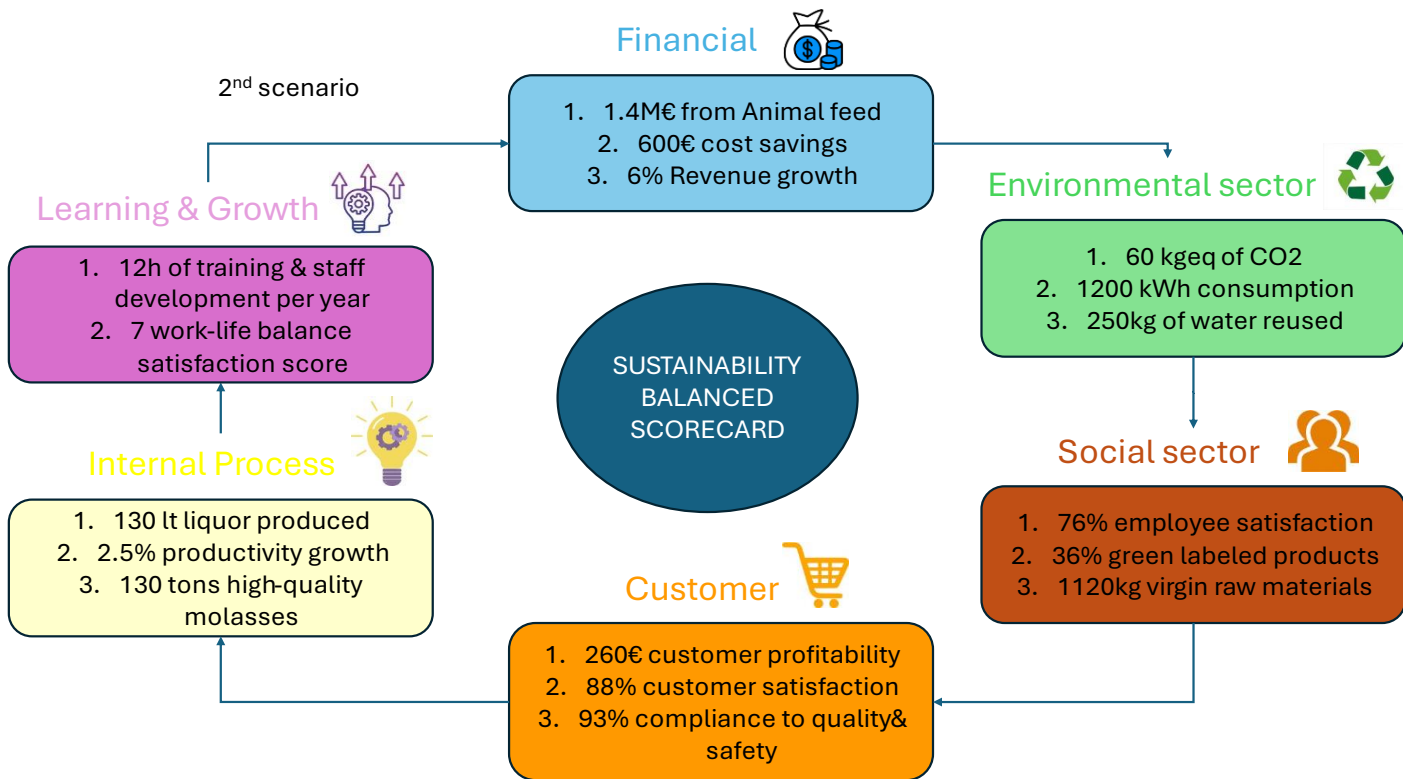 Financial
2nd scenario
1. 1.4M€ from Animal feed
2. 600€ cost savings
3. 6% Revenue growth
Environmental sector
1. 60 kgeq of CO2
2. 1200 kWh consumption
3. 250kg of water reused
Learning & Growth
1. 12h of training & staff
development per year
2. 7 work-life balance
satisfaction score
SUSTAINABILITY
BALANCED
SCORECARD
Social sector
1. 76% employee satisfaction
2. 36% green labeled products
3. 1120kg virgin raw materials
Internal Process
1. 130 lt liquor produced
2. 2.5% productivity growth
3. 130 tons high-quality
molasses
Customer
1. 260€ customer profitability
2. 88% customer satisfaction
3. 93% compliance to quality&
safety